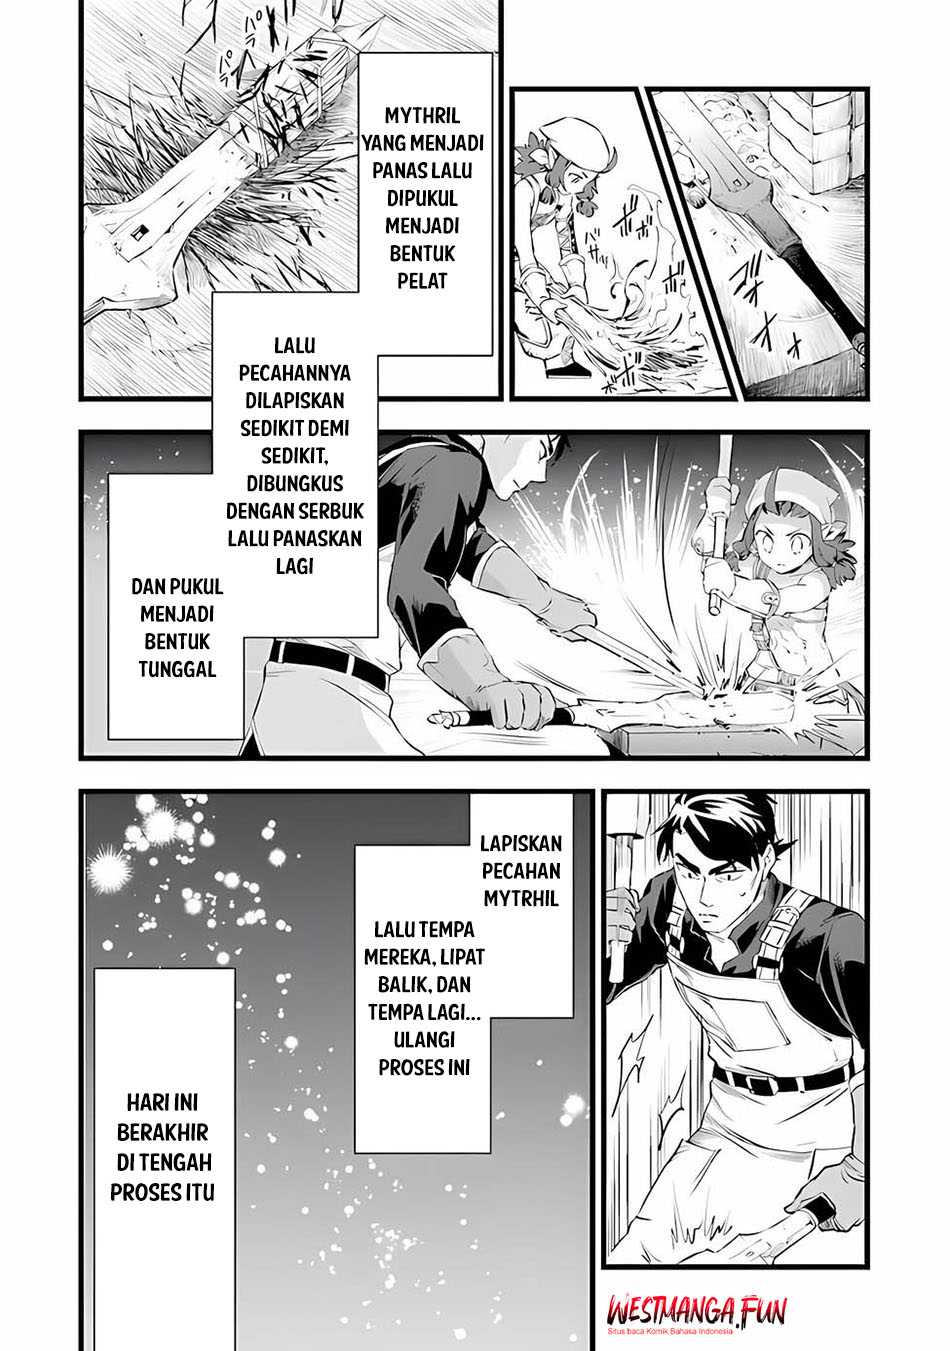 MYTHRIL
YANG MENJADI
PANAS LALU
DIPUKUL
MENJADI
BENTUK
PELAT
LALU
PECAHANNYA
DILAPISKAN
SEDIKIT DEMI
SEDIKIT,
DIBUNGKUS
DENGAN SERBUK
LALU PANASKAN
LAGI
DAN PUKUL
MENJADI
BENTUK
TUNGGAL
LAPISKAN
PECAHAN
MYTRHIL
LALU TEMPA
MEREKA, LIPAT
BALIK, DAN
TEMPA LAGI...
ULANGI
PROSES INI
HARI INI
BERAKHIR
DI TENGAH
PROSES ITU
WESTMANGA.FUN
Situs baca Komik Bahasa Indonesia